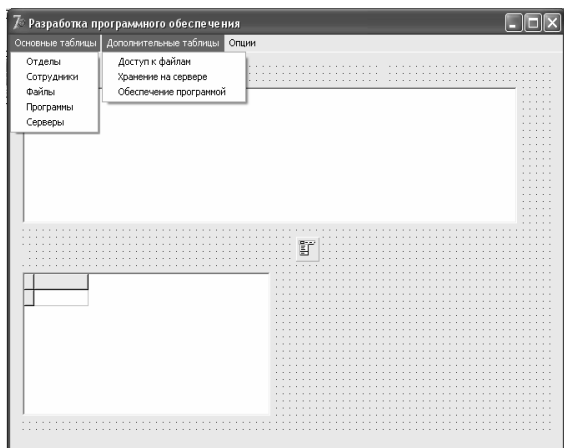 7 Разработка программного обеспечения
Основные таблицы Дополнительные таблицы Опции
Отделы
Сотрудники
Файлы
Программы
Серверы
Доступ к файлам
Хранение на сервере
Обеспечение программой